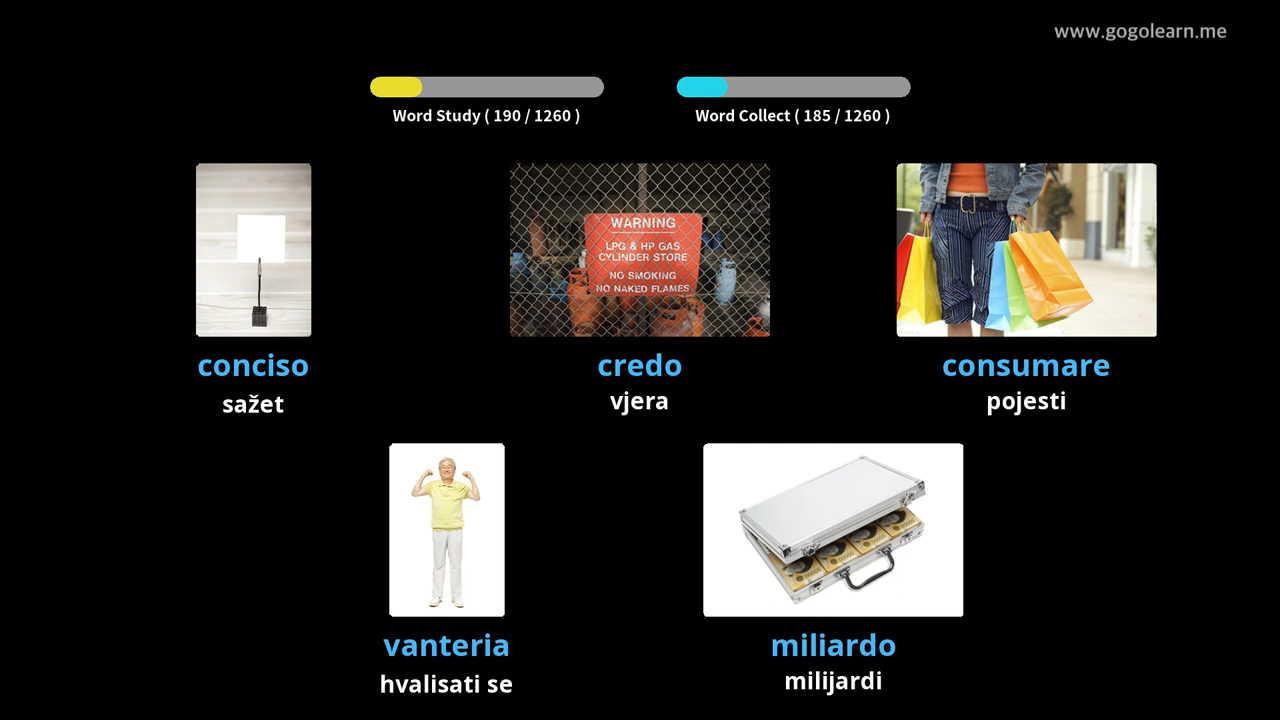 www.gogolearn.me
Word Study ( 190 / 1260 )
Word Collect ( 185 / 1260 )
WARNING
LPG & HP GAS
CYLINDER STORE
NO SMOKING
NO NAKED FLAMES
conciso
credo
consumare
sažet
vjera
pojesti
vanteria
miliardo
hvalisati se
milijardi